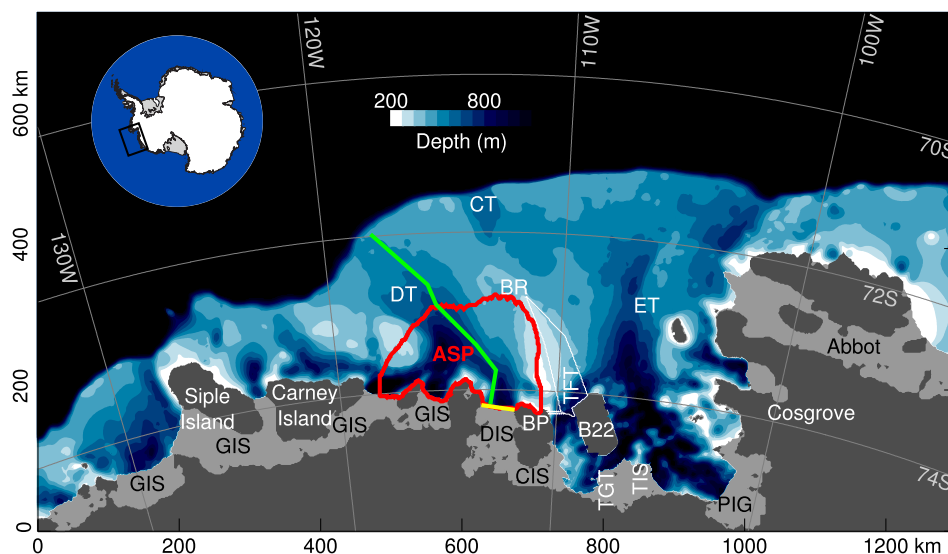 120W
110W
100W
600 km
200
800
Depth (m)
70S
CT
130W
400
DT
BR
ET
72S
ASP
Abbot
200
Siple
Island
Carney
Island
TFT
Cosgrove
GIS
GIS
GIS
BP
B22
DIS
GIS
CIS
TGT
TIS
PIG
74S
0
0
200
400
600
800
1000
1200 km